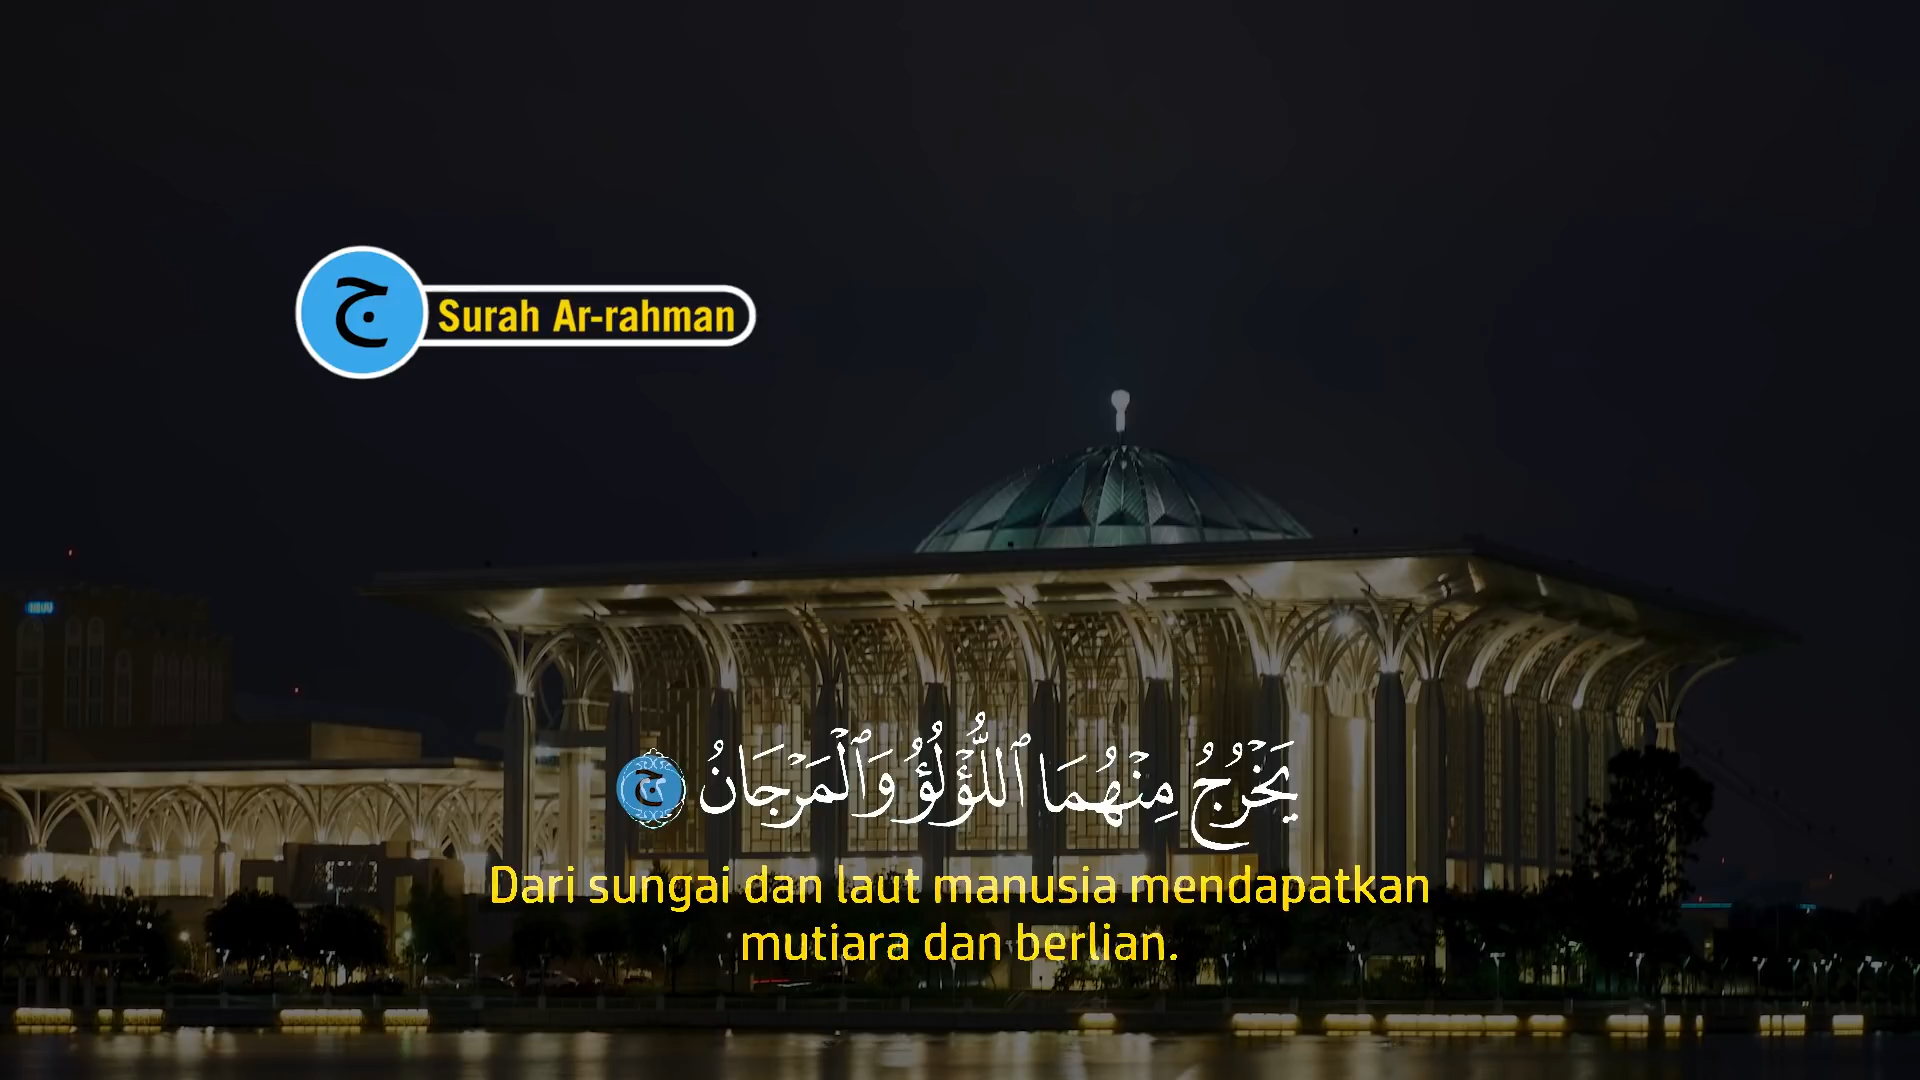 ج
Surah Ar-rahman
يَخۡرُجُ مِنۡهُمَا ٱللُّؤۡلُؤُ وَٱلۡمَرۡجَانُ ج
Dari sungai dan laut manusia mendapatkan
mutiara dan berlian.